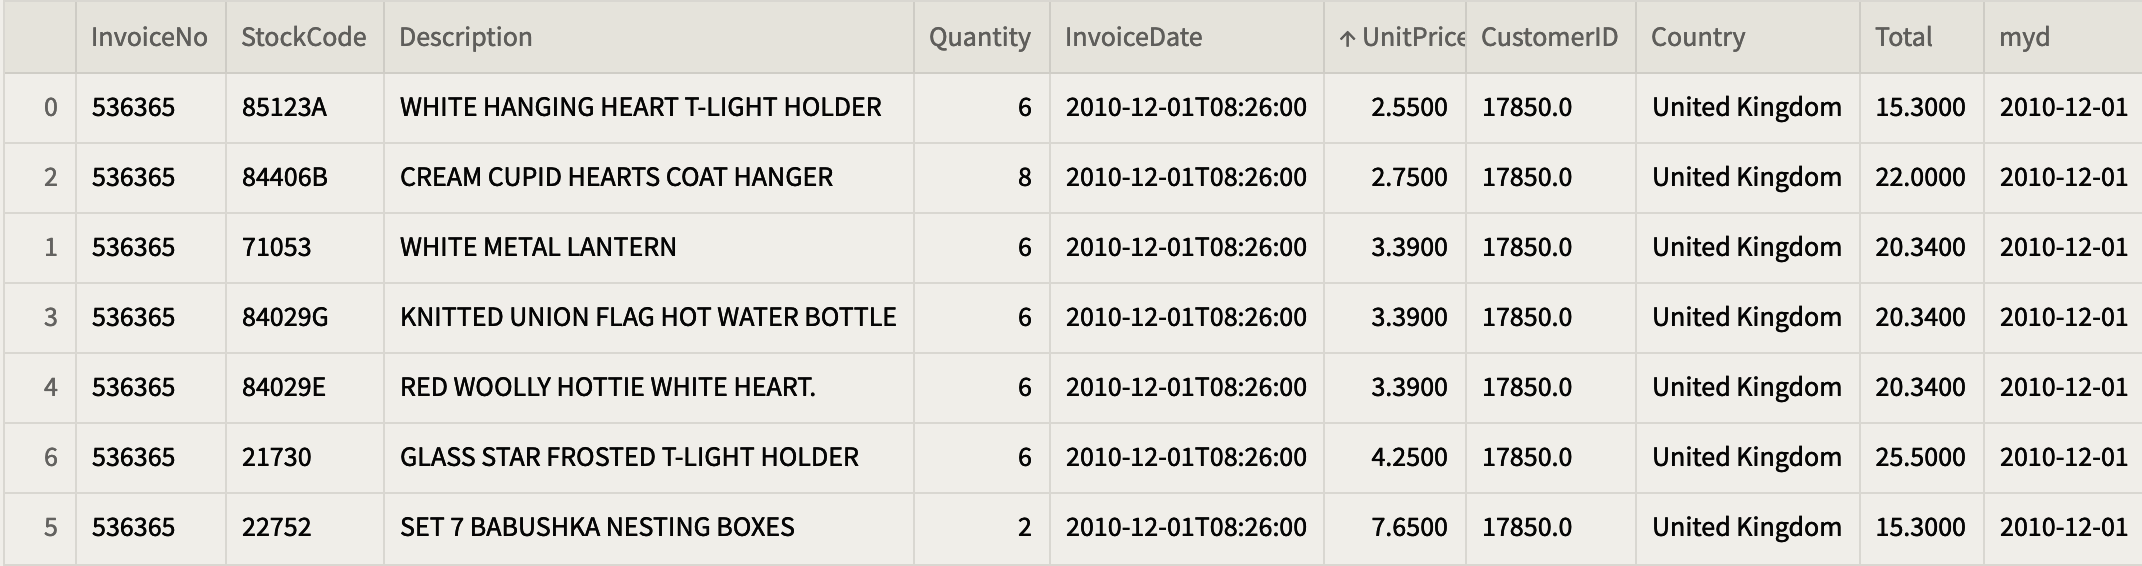 InvoiceNo StockCode Description Quantity InvoiceDate ↑ UnitPrice CustomerID Country Total myd
0 536365 85123A WHITE HANGING HEART T-LIGHT HOLDER 6 2010-12-01T08:26:00 2.5500 17850.0 United Kingdom 15.3000 2010-12-01
2 536365 84406B CREAM CUPID HEARTS COAT HANGER 8 2010-12-01T08:26:00 2.7500 17850.0 United Kingdom 22.0000 2010-12-01
1 536365 71053 WHITE METAL LANTERN 6 2010-12-01T08:26:00 3.3900 17850.0 United Kingdom 20.3400 2010-12-01
3 536365 84029G KNITTED UNION FLAG HOT WATER BOTTLE 6 2010-12-01T08:26:00 3.3900 17850.0 United Kingdom 20.3400 2010-12-01
4 536365 84029E RED WOOLLY HOTTIE WHITE HEART. 6 2010-12-01T08:26:00 3.3900 17850.0 United Kingdom 20.3400 2010-12-01
6 536365 21730 GLASS STAR FROSTED T-LIGHT HOLDER 6 2010-12-01T08:26:00 4.2500 17850.0 United Kingdom 25.5000 2010-12-01
5 536365 22752 SET 7 BABUSHKA NESTING BOXES 2 2010-12-01T08:26:00 7.6500 17850.0 United Kingdom 15.3000 2010-12-01